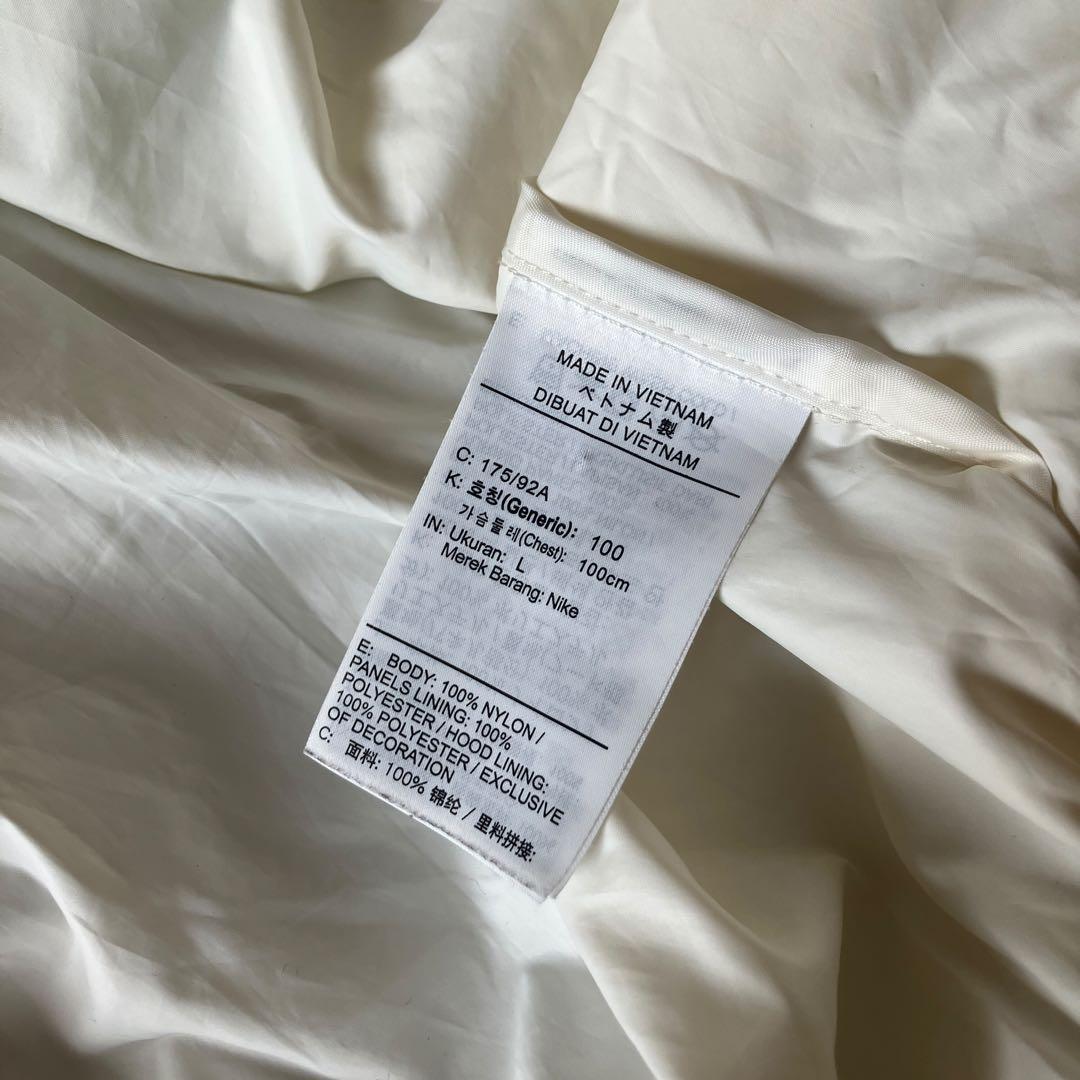 MADE IN VIETNAM
ベトナム製
DIBUAT DI VIETNAM
C: 175/92A
K: 호칭(Generic): 100
가슴둘레(Chest): 100cm
IN: Ukuran: L
Merek Barang: Nike
E: BODY: 100% NYLON /
PANELS LINING: 100%
POLYESTER / HOOD LINING:
100% POLYESTER / EXCLUSIVE
OF DECORATION
C: 面料: 100% 锦纶 / 里料拼接: